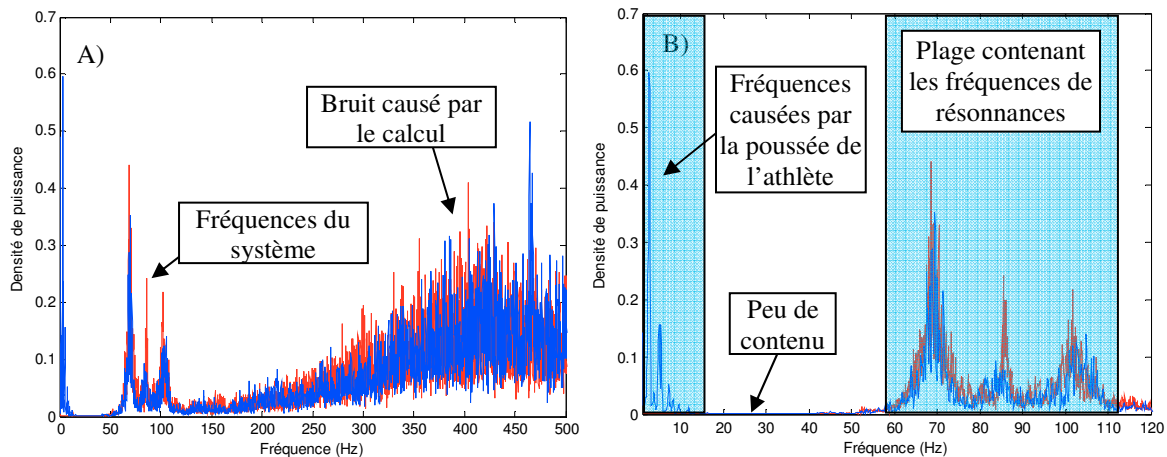 A)
Bruit causé par
le calcul
Fréquences du
système
Densité de puissance
0.7
0.6
0.5
0.4
0.3
0.2
0.1
0
0 50 100 150 200 250 300 350 400 450 500
Fréquence (Hz)
B)
Fréquences
causées par
la poussée de
l'athlète
Plage contenant
les fréquences de
résonnances
Peu de
contenu
Densité de puissance
0.7
0.6
0.5
0.4
0.3
0.2
0.1
0
10 20 30 40 50 60 70 80 90 100 110 120
Fréquence (Hz)